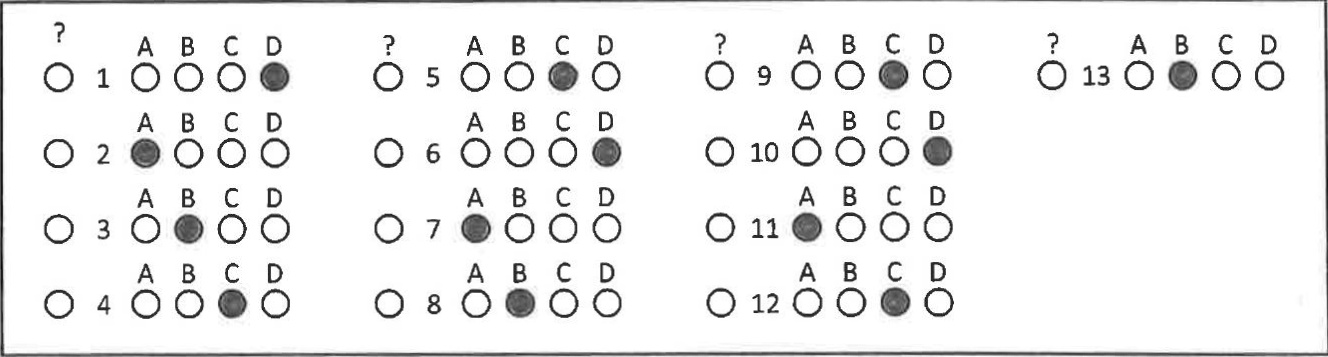 ? A B C D ? A B C D ? A B C D ? A B C D
1 5 9 13
A B C D A B C D A B C D
2 6 10
A B C D A B C D A B C D
3 7 11
A B C D A B C D A B C D
4 8 12